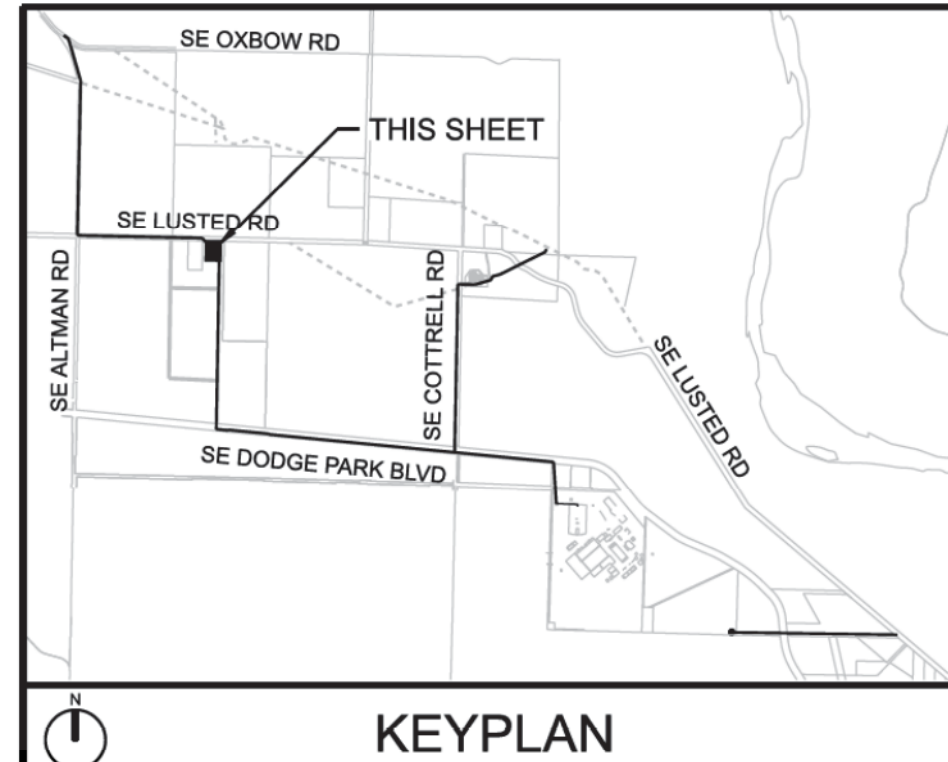 SE OXBOW RD
THIS SHEET
SE LUSTED RD
SE ALTMAN RD
SE COTTRELL RD
SE LUSTED RD
SE DODGE PARK BLVD
N
KEYPLAN